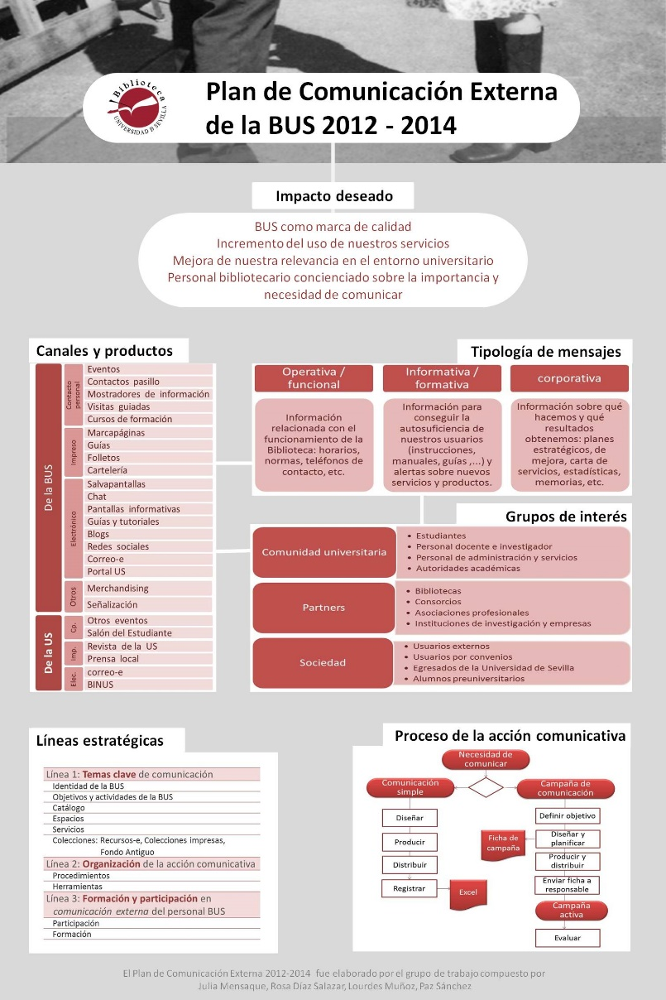 Biblioteca
UNIVERSIDAD D SEVILLA
Plan de Comunicación Externa
de la BUS 2012 - 2014
Impacto deseado
BUS como marca de calidad
Incremento del uso de nuestros servicios
Mejora de nuestra relevancia en el entorno universitario
Personal bibliotecario concienciado sobre la importancia y
necesidad de comunicar
Canales y productos
De la BUS
Contacto
personal
Eventos
Contactos pasillo
Mostradores de información
Visitas guiadas
Cursos de formación
Impreso
Marcapáginas
Guías
Folletos
Cartelería
Electrónico
Salvapantallas
Chat
Pantallas informativas
Guías y tutoriales
Blogs
Redes sociales
Correo-e
Portal US
Otros
Merchandising
Señalización
De la US
Cp.
Otros eventos
Salón del Estudiante
Imp.
Revista de la US
Prensa local
Elec.
correo-e
BINUS
Tipología de mensajes
Operativa /
funcional
Información
relacionada con el
funcionamiento de la
Biblioteca: horarios,
normas, teléfonos de
contacto, etc.
Informativa /
formativa
Información para
conseguir la
autosuficiencia de
nuestros usuarios
(instrucciones,
manuales, guías ,...) y
alertas sobre nuevos
servicios y productos.
corporativa
Información sobre qué
hacemos y qué
resultados
obtenemos: planes
estratégicos, de
mejora, carta de
servicios, estadísticas,
memorias, etc.
Grupos de interés
Comunidad universitaria
• Estudiantes
• Personal docente e investigador
• Personal de administración y servicios
• Autoridades académicas
Partners
• Bibliotecas
• Consorcios
• Asociaciones profesionales
• Instituciones de investigación y empresas
Sociedad
• Usuarios externos
• Usuarios por convenios
• Egresados de la Universidad de Sevilla
• Alumnos preuniversitarios
Líneas estratégicas
Línea 1: Temas clave de comunicación
Identidad de la BUS
Objetivos y actividades de la BUS
Catálogo
Espacios
Servicios
Colecciones: Recursos-e, Colecciones impresas,
Fondo Antiguo
Línea 2: Organización de la acción comunicativa
Procedimientos
Herramientas
Línea 3: Formación y participación en
comunicación externa del personal BUS
Participación
Formación
Proceso de la acción comunicativa
Necesidad de
comunicar
Comunicación
simple
Diseñar
Producir
Distribuir
Registrar
Excel
Campaña de
comunicación
Definir objetivo
Diseñar y
planificar
Ficha de
campaña
Producir y
distribuir
Enviar ficha a
responsable
Campaña
activa
Evaluar
El Plan de Comunicación Externa 2012-2014 fue elaborado por el grupo de trabajo compuesto por
Julia Mensaque, Rosa Díaz Salazar, Lourdes Muñoz, Paz Sánchez